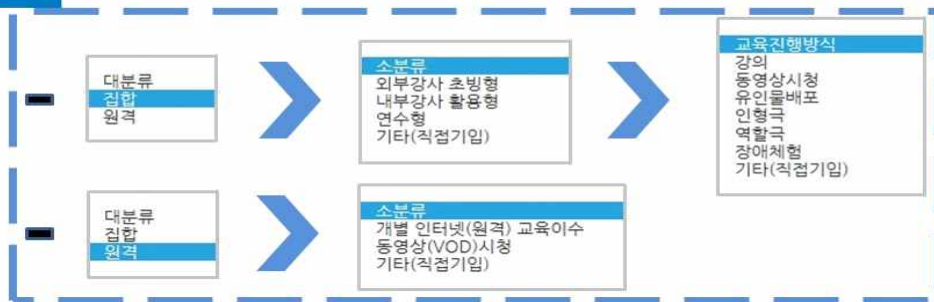 대분류
집합
원격
소분류
외부강사 초빙형
내부강사 활용형
연수형
기타(직접기입)
교육진행방식
강의
동영상시청
유인물배포
인형극
역할극
장애체험
기타(직접기입)
대분류
집합
원격
소분류
개별 인터넷(원격) 교육이수
동영상(VOD)시청
기타(직접기입)